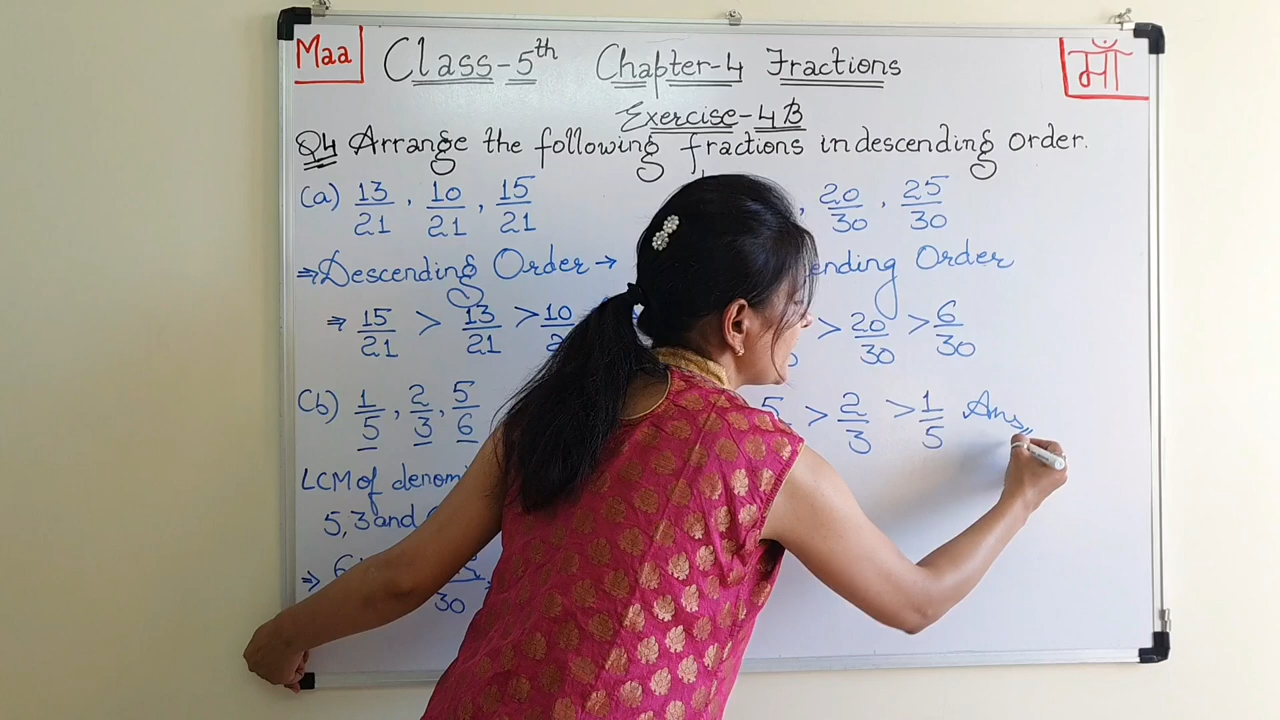 Maa Class-5th Chapter-4 Fractions माँ
Exercise-4B
Q4 Arrange the following fractions in descending order.
(a) 13/21, 10/21, 15/21
, 20/30, 25/30
⇒Descending Order→
ending Order
⇒ 15/21 > 13/21 > 10/2
> 20/30 > 6/30
(b) 1/5, 2/3, 5/6
5 > 2/3 > 1/5 Ans
LCM of denomi
5, 3 and
⇒ 6
30